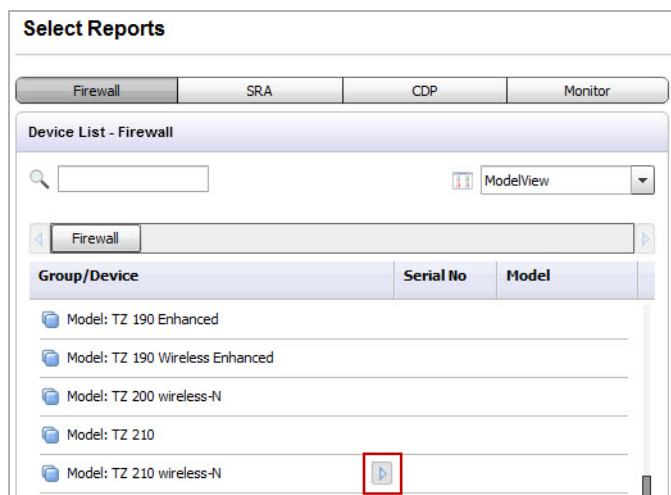 Select Reports
Firewall SRA CDP Monitor
Device List - Firewall
ModelView
Firewall
Group/Device Serial No Model
Model: TZ 190 Enhanced
Model: TZ 190 Wireless Enhanced
Model: TZ 200 wireless-N
Model: TZ 210
Model: TZ 210 wireless-N